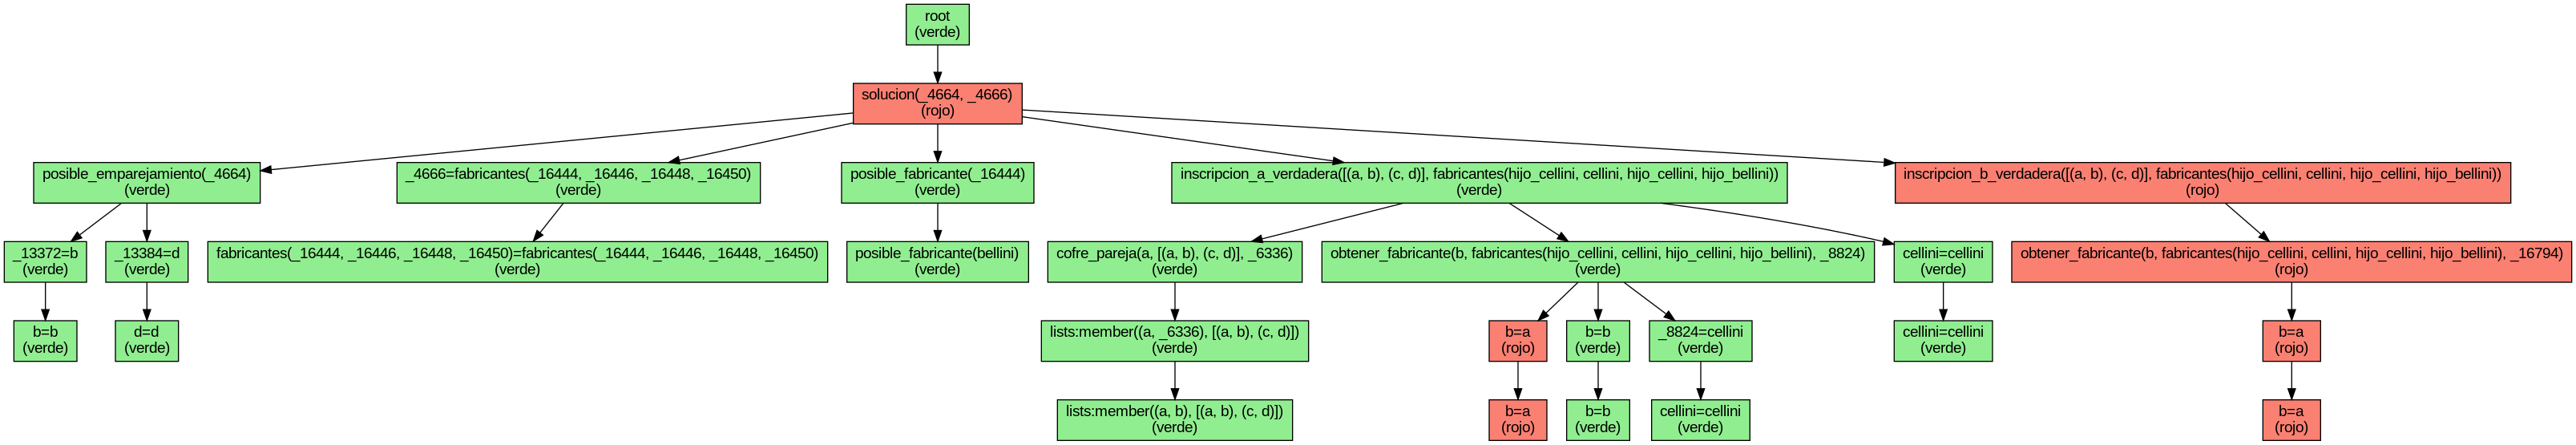 root
(verde)
solucion(_4664, _4666)
(rojo)
posible_emparejamiento(_4664)
(verde)
_4666=fabricantes(_16444, _16446, _16448, _16450)
(verde)
posible_fabricante(_16444)
(verde)
inscripcion_a_verdadera([(a, b), (c, d)], fabricantes(hijo_cellini, cellini, hijo_cellini, hijo_bellini))
(verde)
inscripcion_b_verdadera([(a, b), (c, d)], fabricantes(hijo_cellini, cellini, hijo_cellini, hijo_bellini))
(rojo)
_13372=b
(verde)
_13384=d
(verde)
fabricantes(_16444, _16446, _16448, _16450)=fabricantes(_16444, _16446, _16448, _16450)
(verde)
posible_fabricante(bellini)
(verde)
cofre_pareja(a, [(a, b), (c, d)], _6336)
(verde)
obtener_fabricante(b, fabricantes(hijo_cellini, cellini, hijo_cellini, hijo_bellini), _8824)
(verde)
cellini=cellini
(verde)
obtener_fabricante(b, fabricantes(hijo_cellini, cellini, hijo_cellini, hijo_bellini), _16794)
(rojo)
b=b
(verde)
d=d
(verde)
lists:member((a, _6336), [(a, b), (c, d)])
(verde)
b=a
(rojo)
b=b
(verde)
_8824=cellini
(verde)
cellini=cellini
(verde)
b=a
(rojo)
lists:member((a, b), [(a, b), (c, d)])
(verde)
b=a
(rojo)
b=b
(verde)
cellini=cellini
(verde)
b=a
(rojo)